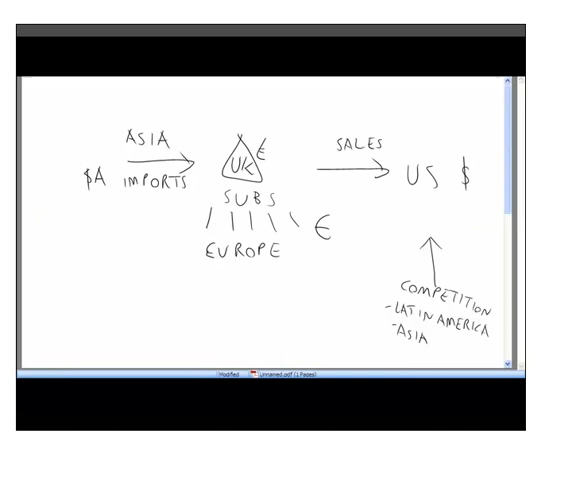 ASIA
$A IMPORTS
UK £
SUBS
EUROPE €
SALES
US $
COMPETITION
-LATIN AMERICA
-ASIA
Modified Unnamed.pdf (1 Pages)